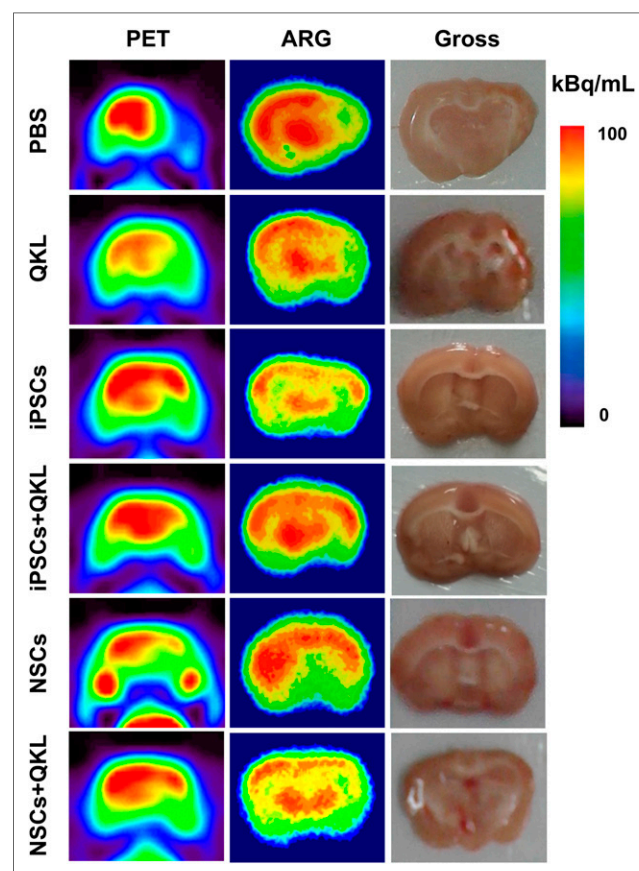 PET ARG Gross
kBq/mL
PBS
100
QKL
iPSCs
0
iPSCs+QKL
NSCs
NSCs+QKL